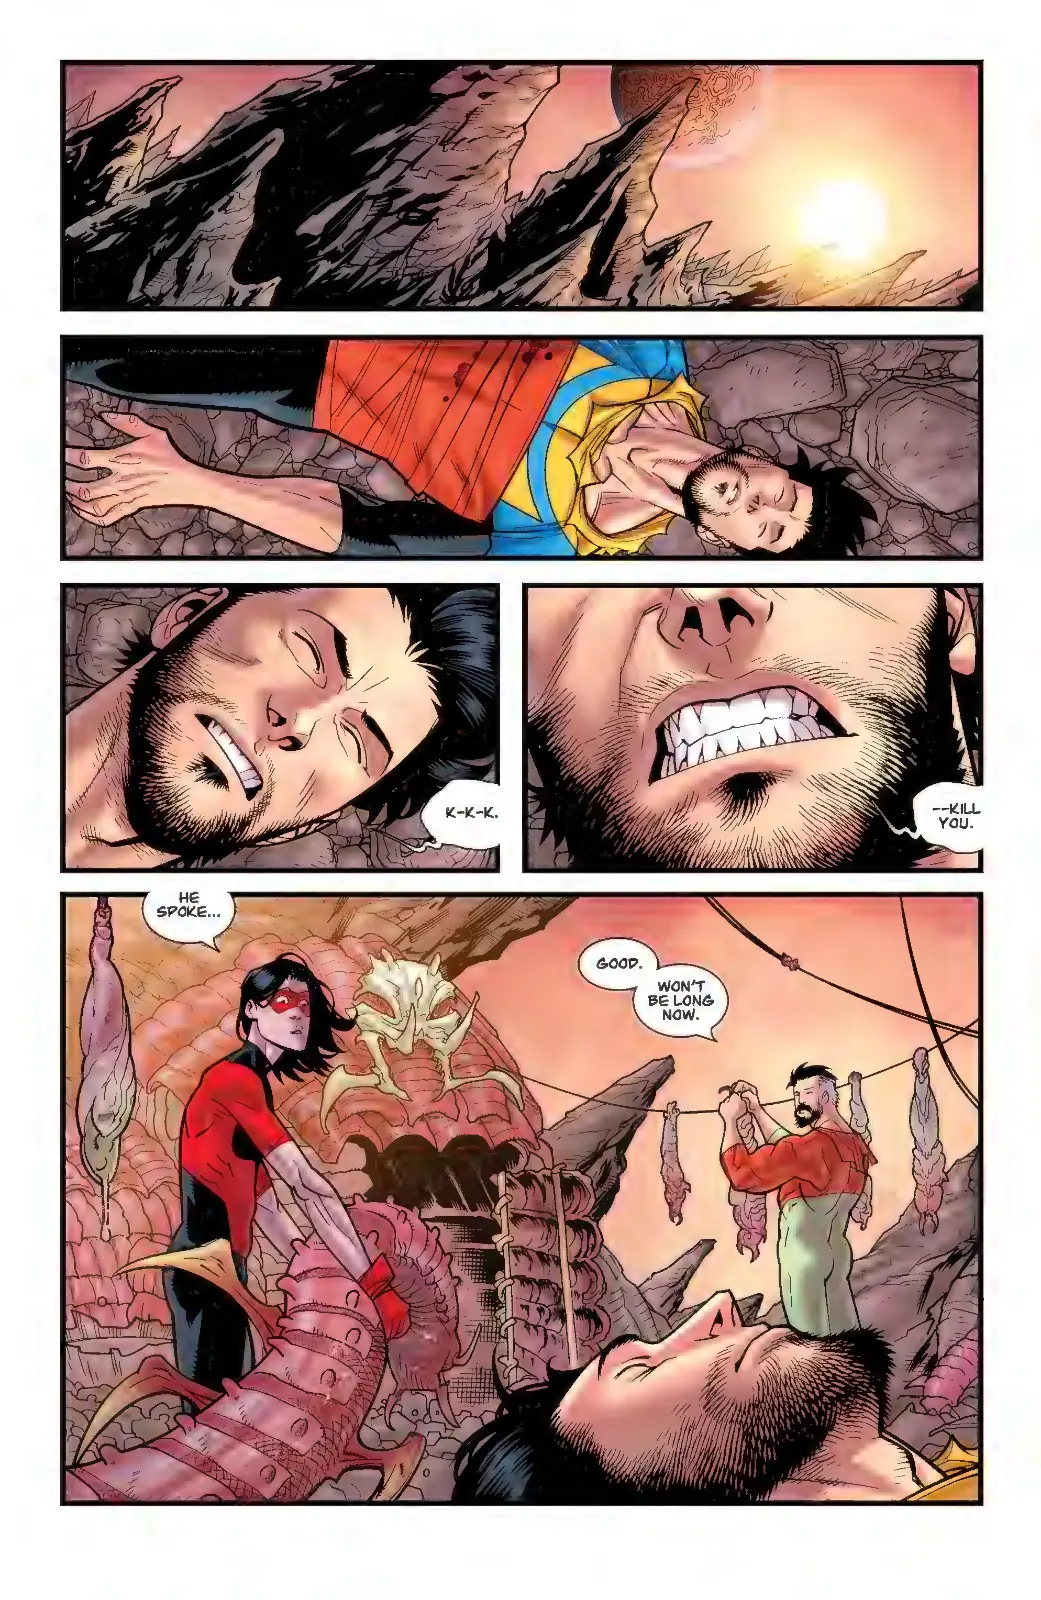 K-K-K.
--KILL
YOU.
HE
SPOKE...
GOOD.
WON'T
BE LONG
NOW.